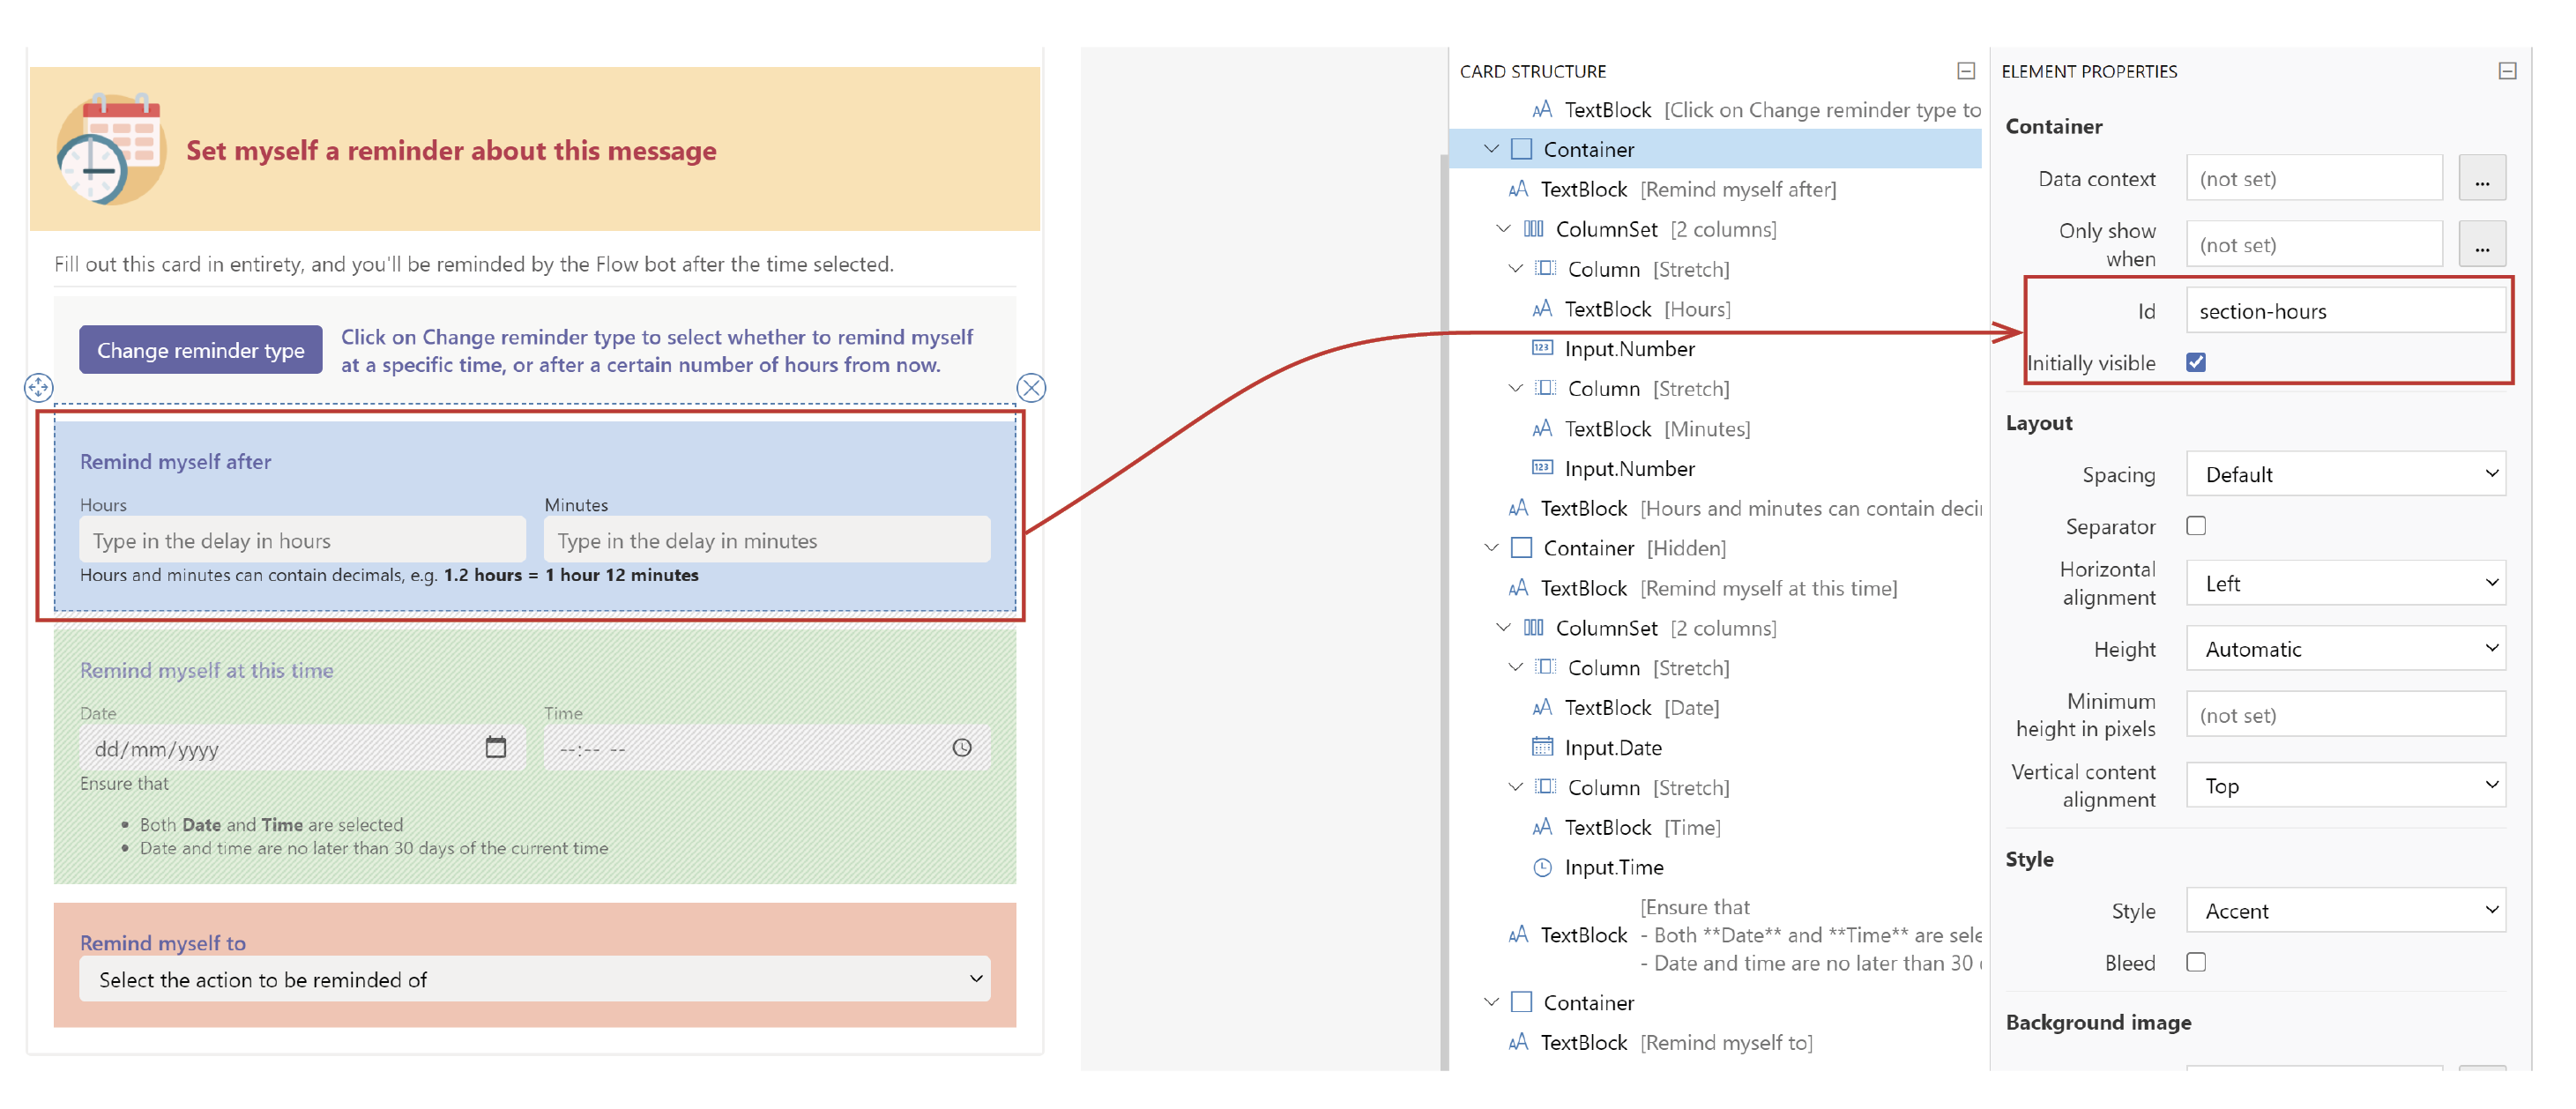 Set myself a reminder about this message
Fill out this card in entirety, and you'll be reminded by the Flow bot after the time selected.
Change reminder type
Click on Change reminder type to select whether to remind myself
at a specific time, or after a certain number of hours from now.
Remind myself after
Hours
Minutes
Type in the delay in hours
Type in the delay in minutes
Hours and minutes can contain decimals, e.g. 1.2 hours = 1 hour 12 minutes
Remind myself at this time
Date
Time
dd/mm/yyyy
--:-- --
Ensure that
• Both Date and Time are selected
• Date and time are no later than 30 days of the current time
Remind myself to
Select the action to be reminded of
CARD STRUCTURE
TextBlock [Click on Change reminder type to
Container
TextBlock [Remind myself after]
ColumnSet [2 columns]
Column [Stretch]
TextBlock [Hours]
123 Input.Number
Column [Stretch]
TextBlock [Minutes]
123 Input.Number
TextBlock [Hours and minutes can contain deci
Container [Hidden]
TextBlock [Remind myself at this time]
ColumnSet [2 columns]
Column [Stretch]
TextBlock [Date]
Input.Date
Column [Stretch]
TextBlock [Time]
Input.Time
[Ensure that
TextBlock - Both **Date** and **Time** are sele
- Date and time are no later than 30
Container
TextBlock [Remind myself to]
ELEMENT PROPERTIES
Container
Data context (not set) ...
Only show
when (not set) ...
Id section-hours
Initially visible
Layout
Spacing Default
Separator
Horizontal
alignment Left
Height Automatic
Minimum
height in pixels (not set)
Vertical content
alignment Top
Style
Style Accent
Bleed
Background image